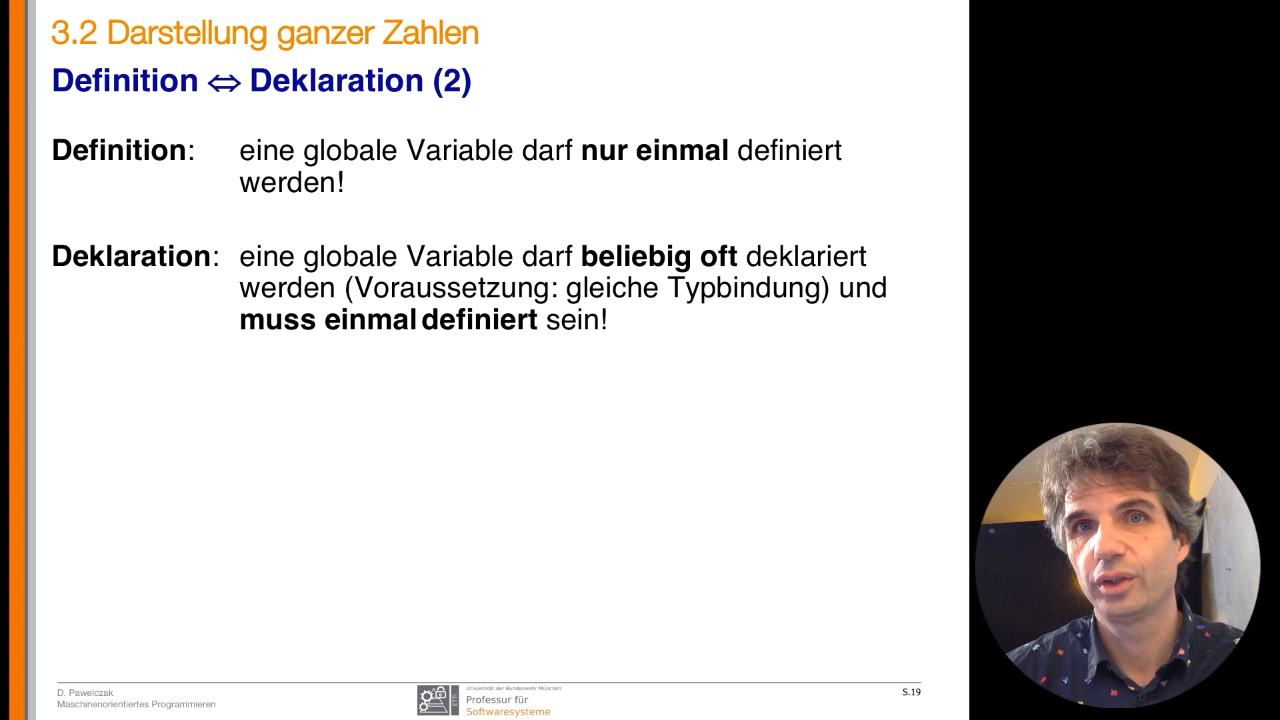 3.2 Darstellung ganzer Zahlen
Definition ⇔ Deklaration (2)
Definition: eine globale Variable darf nur einmal definiert
werden!
Deklaration: eine globale Variable darf beliebig oft deklariert
werden (Voraussetzung: gleiche Typbindung) und
muss einmal definiert sein!
D. Pawelczak
Maschinenorientiertes Programmieren
ETTI
Universität der Bundeswehr München
Professur für
Softwaresysteme
S.19